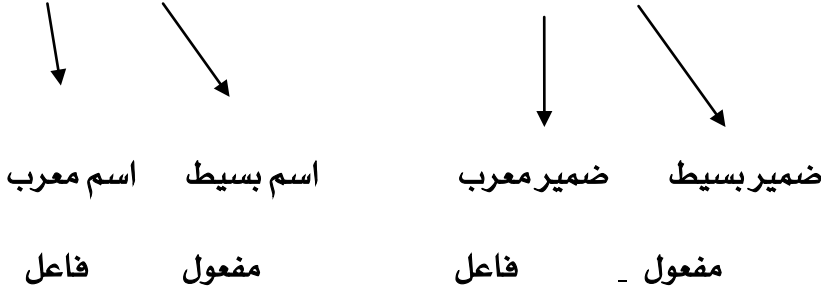 ضمير بسيط ضمير معرب اسم بسيط اسم معرب
مفعول _ فاعل مفعول فاعل